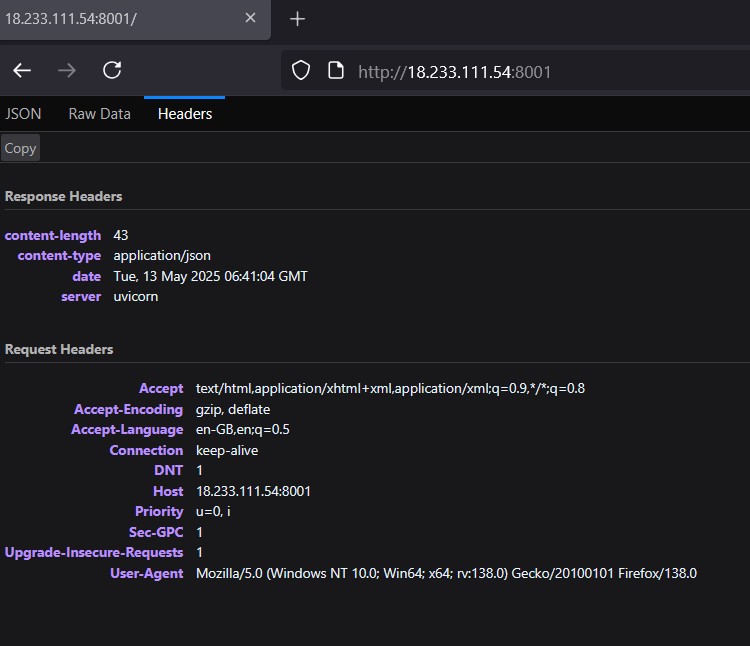 18.233.111.54:8001/
http://18.233.111.54:8001
JSON Raw Data Headers
Copy
Response Headers
content-length 43
content-type application/json
date Tue, 13 May 2025 06:41:04 GMT
server uvicorn
Request Headers
Accept text/html,application/xhtml+xml,application/xml;q=0.9,*/*;q=0.8
Accept-Encoding gzip, deflate
Accept-Language en-GB,en;q=0.5
Connection keep-alive
DNT 1
Host 18.233.111.54:8001
Priority u=0, i
Sec-GPC 1
Upgrade-Insecure-Requests 1
User-Agent Mozilla/5.0 (Windows NT 10.0; Win64; x64; rv:138.0) Gecko/20100101 Firefox/138.0